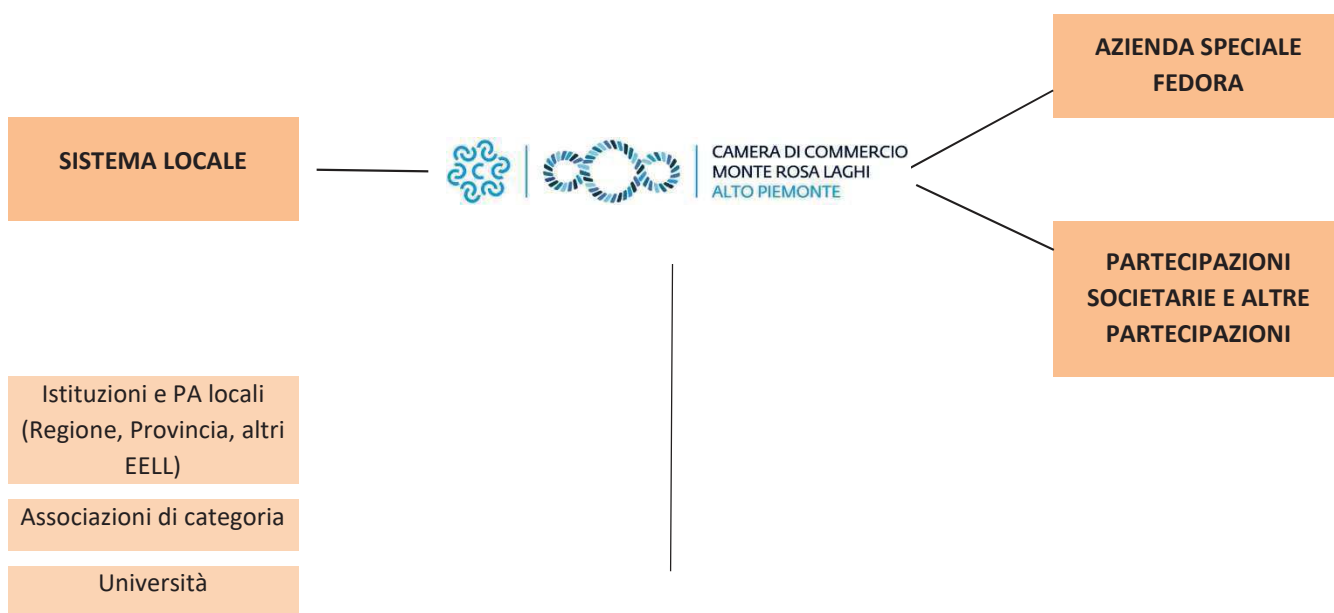 AZIENDA SPECIALE
FEDORA
SISTEMA LOCALE
CAMERA DI COMMERCIO
MONTE ROSA LAGHI
ALTO PIEMONTE
PARTECIPAZIONI
SOCIETARIE E ALTRE
PARTECIPAZIONI
Istituzioni e PA locali
(Regione, Provincia, altri
EELL)
Associazioni di categoria
Università